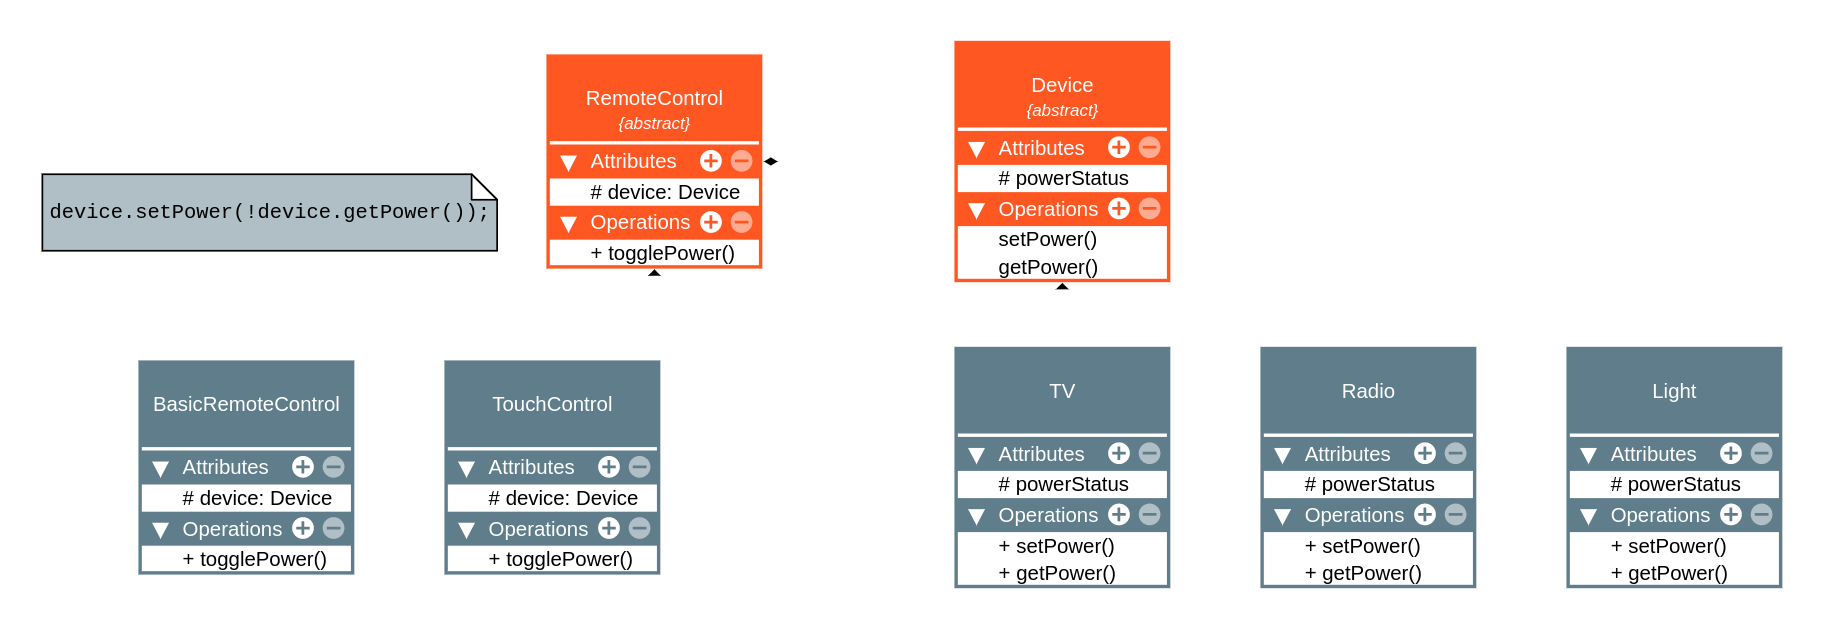 device.setPower(!device.getPower());
RemoteControl
{abstract}
Attributes
# device: Device
Operations
+ togglePower()
Device
{abstract}
Attributes
# powerStatus
Operations
setPower()
getPower()
BasicRemoteControl
Attributes
# device: Device
Operations
+ togglePower()
TouchControl
Attributes
# device: Device
Operations
+ togglePower()
TV
Attributes
# powerStatus
Operations
+ setPower()
+ getPower()
Radio
Attributes
# powerStatus
Operations
+ setPower()
+ getPower()
Light
Attributes
# powerStatus
Operations
+ setPower()
+ getPower()